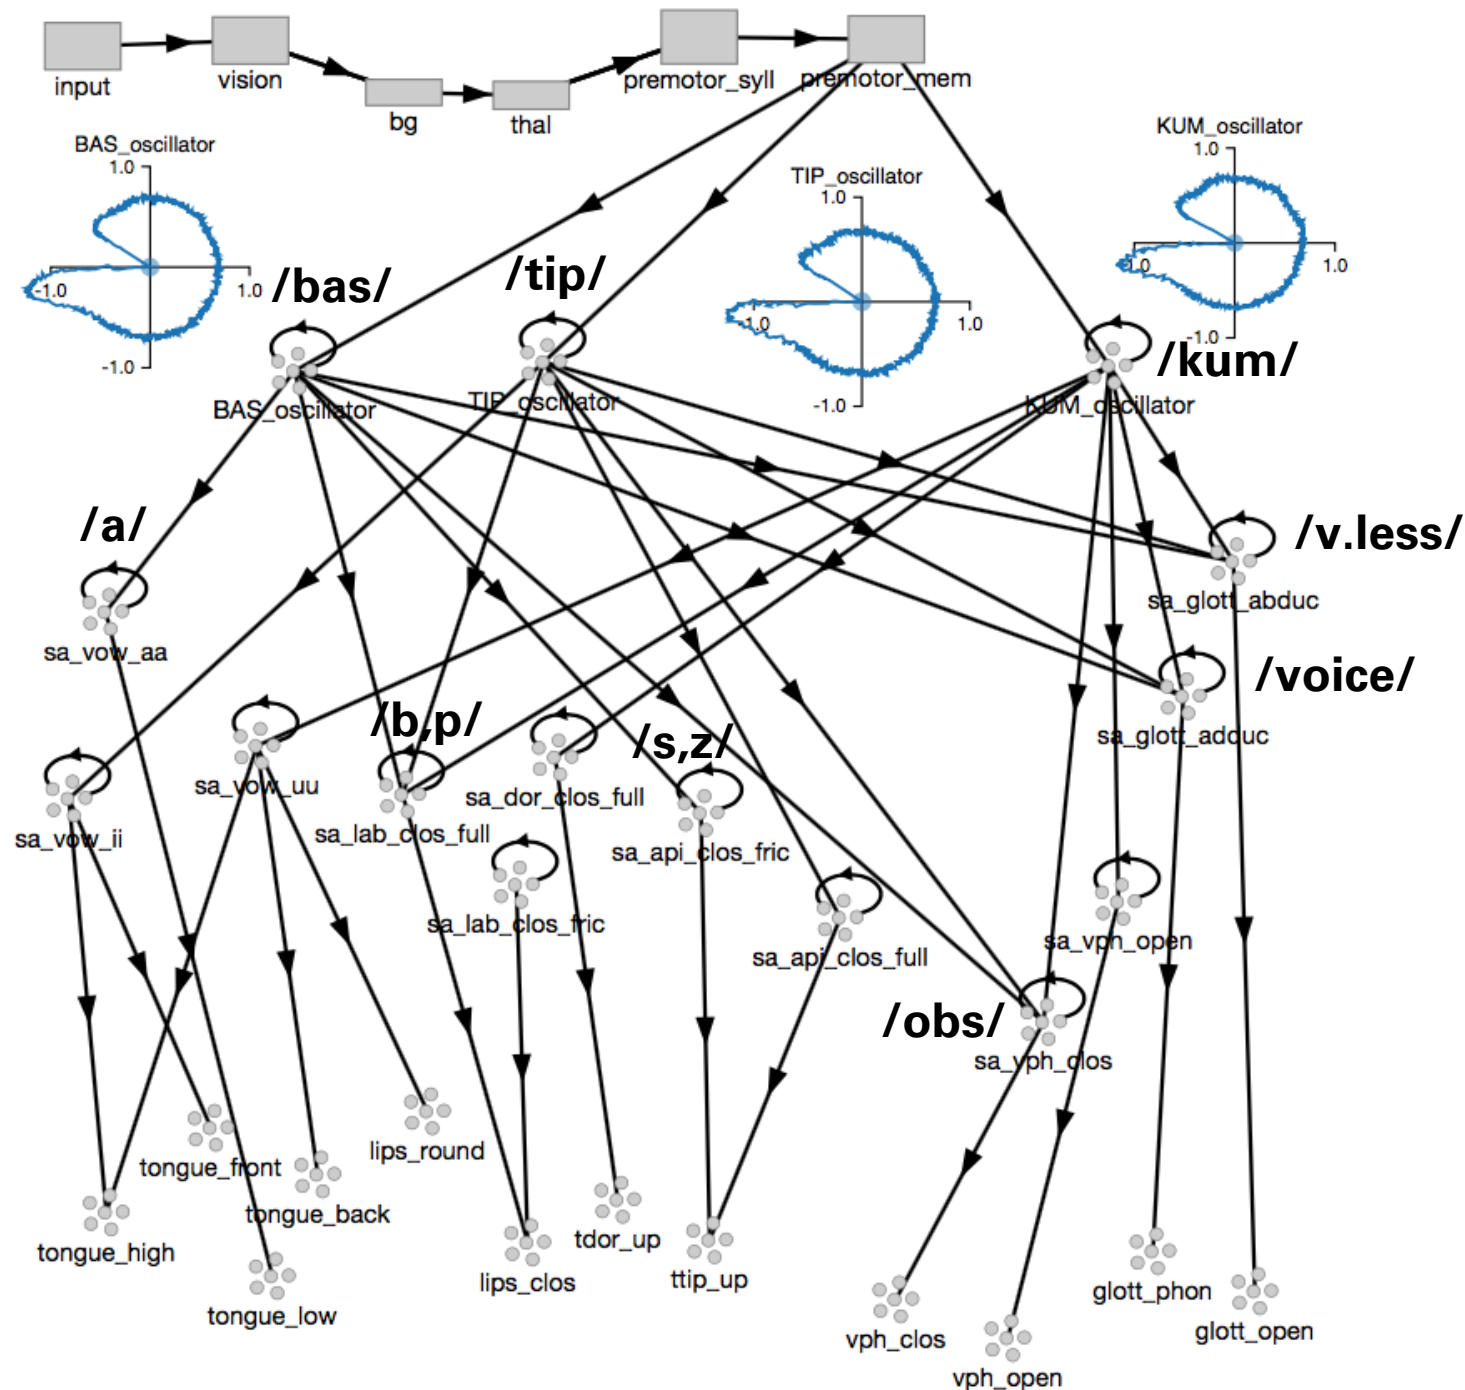 input
vision
bg
thal
premotor_syll
premotor_mem
BAS_oscillator
1.0
-1.0
1.0
-1.0
TIP_oscillator
1.0
-1.0
1.0
-1.0
KUM_oscillator
1.0
-1.0
1.0
-1.0
/bas/
/tip/
/kum/
BAS_oscillator
TIP_oscillator
KUM_oscillator
/a/
/v.less/
sa_glott_abduc
sa_vow_aa
/voice/
sa_glott_adduc
/b,p/
/s,z/
sa_vow_ii
sa_vow_uu
sa_lab_clos_full
sa_dor_clos_full
sa_api_clos_fric
sa_lab_clos_fric
sa_api_clos_full
sa_vph_open
/obs/
sa_vph_clos
lips_round
tongue_front
tongue_back
tongue_high
tongue_low
lips_clos
tdor_up
ttip_up
vph_clos
vph_open
glott_phon
glott_open